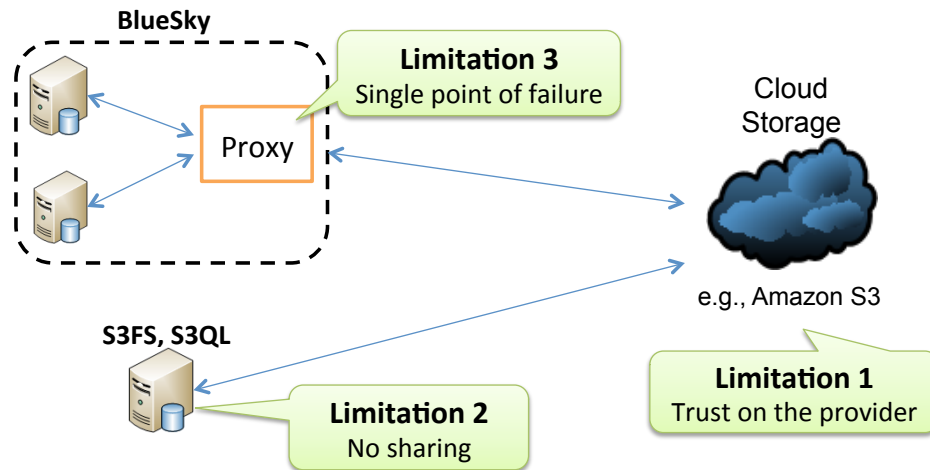 BlueSky
Limitation 3
Single point of failure
Proxy
Cloud
Storage
e.g., Amazon S3
S3FS, S3QL
Limitation 2
No sharing
Limitation 1
Trust on the provider